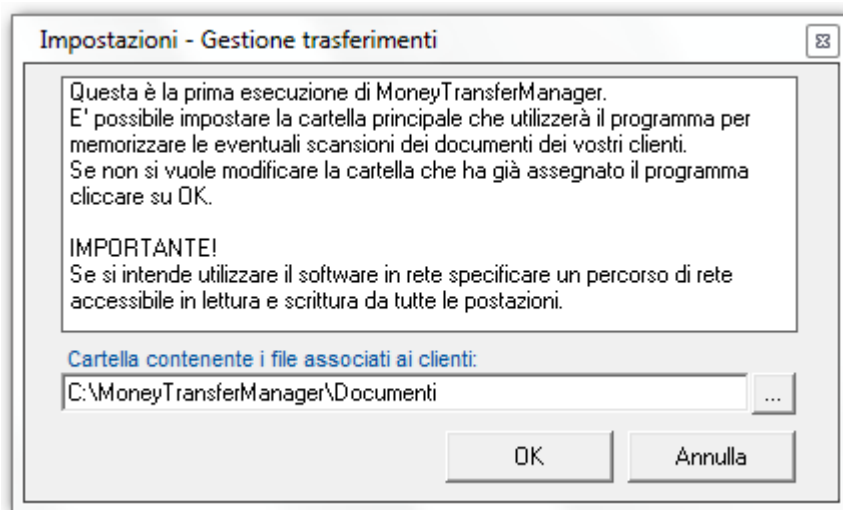 Impostazioni - Gestione trasferimenti
Questa è la prima esecuzione di MoneyTransferManager.
E' possibile impostare la cartella principale che utilizzerà il programma per
memorizzare le eventuali scansioni dei documenti dei vostri clienti.
Se non si vuole modificare la cartella che ha già assegnato il programma
cliccare su OK.
IMPORTANTE!
Se si intende utilizzare il software in rete specificare un percorso di rete
accessibile in lettura e scrittura da tutte le postazioni.
Cartella contenente i file associati ai clienti:
C:\MoneyTransferManager\Documenti
...
OK
Annulla